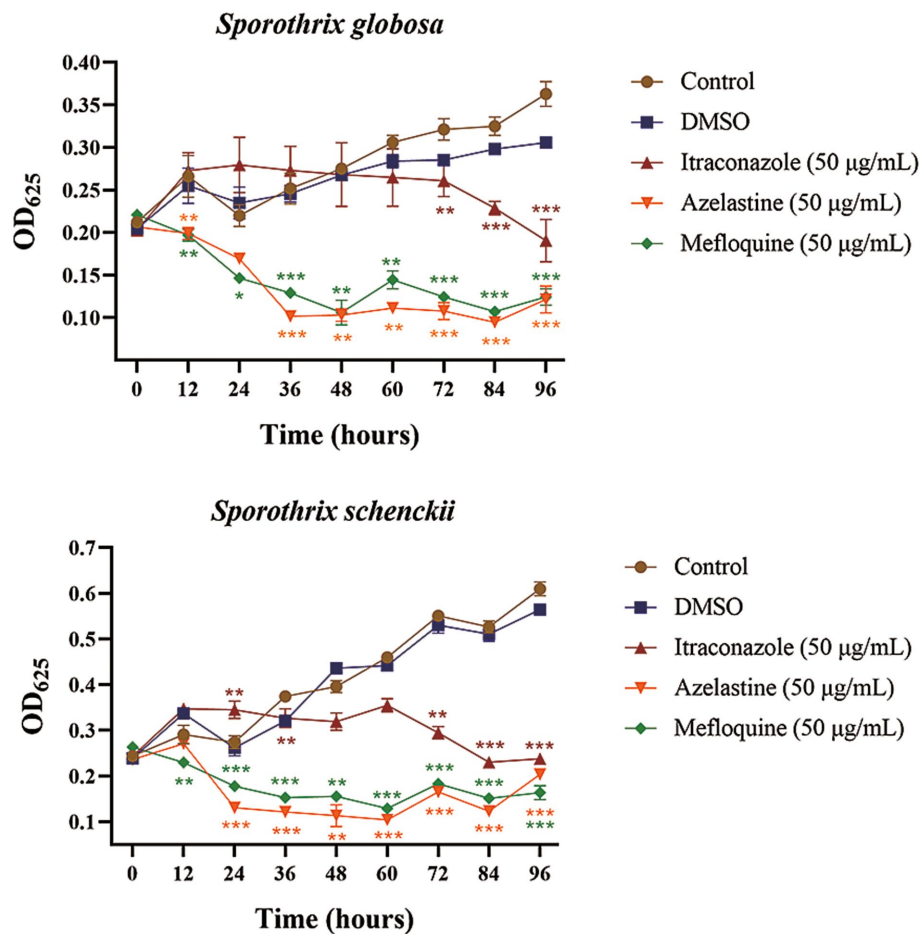 Sporothrix globosa
0.40
0.35
0.30
0.25
0.20
0.15
0.10
OD625
0 12 24 36 48 60 72 84 96
Time (hours)
** ** * *** *** ** ** ** ** ** *** *** *** *** *** *** ***
Control
DMSO
Itraconazole (50 µg/mL)
Azelastine (50 µg/mL)
Mefloquine (50 µg/mL)
Sporothrix schenckii
0.7
0.6
0.5
0.4
0.3
0.2
0.1
OD625
0 12 24 36 48 60 72 84 96
Time (hours)
** ** *** *** ** *** *** ** ** *** *** ** *** *** *** *** *** *** ***
Control
DMSO
Itraconazole (50 µg/mL)
Azelastine (50 µg/mL)
Mefloquine (50 µg/mL)